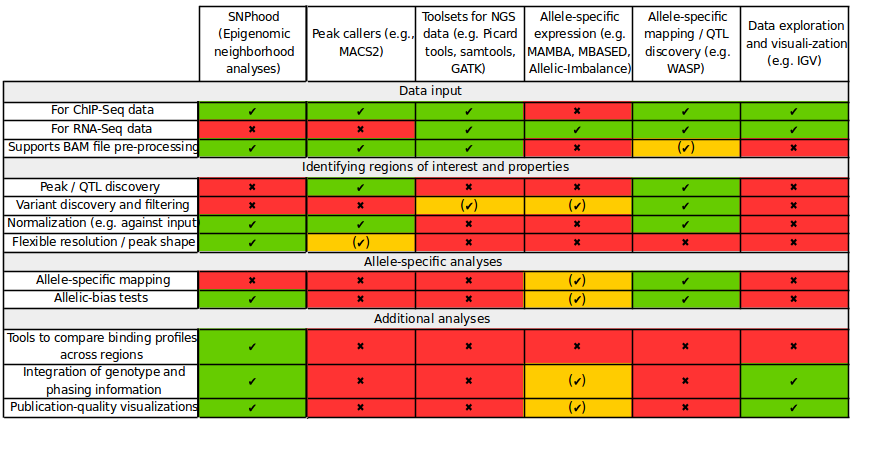 SNPhood (Epigenomic neighborhood analyses) Peak callers (e.g., MACS2) Toolsets for NGS data (e.g. Picard tools, samtools, GATK) Allele-specific expression (e.g. MAMBA, MBASED, Allelic-Imbalance) Allele-specific mapping / QTL discovery (e.g. WASP) Data exploration and visuali-zation (e.g. IGV)
Data input
For ChIP-Seq data ✔ ✔ ✔ ✖ ✔ ✔
For RNA-Seq data ✖ ✖ ✔ ✔ ✔ ✔
Supports BAM file pre-processing ✔ ✔ ✔ ✖ (✔) ✖
Identifying regions of interest and properties
Peak / QTL discovery ✖ ✔ ✖ ✖ ✔ ✖
Variant discovery and filtering ✖ ✖ (✔) (✔) ✔ ✖
Normalization (e.g. against input) ✔ ✔ ✖ ✖ ✔ ✖
Flexible resolution / peak shape ✔ (✔) ✖ ✖ ✖ ✖
Allele-specific analyses
Allele-specific mapping ✖ ✖ ✖ (✔) ✔ ✖
Allelic-bias tests ✔ ✖ ✖ (✔) ✔ ✖
Additional analyses
Tools to compare binding profiles across regions ✔ ✖ ✖ ✖ ✖ ✖
Integration of genotype and phasing information ✔ ✖ ✖ (✔) ✖ ✔
Publication-quality visualizations ✔ ✖ ✖ (✔) ✖ ✔